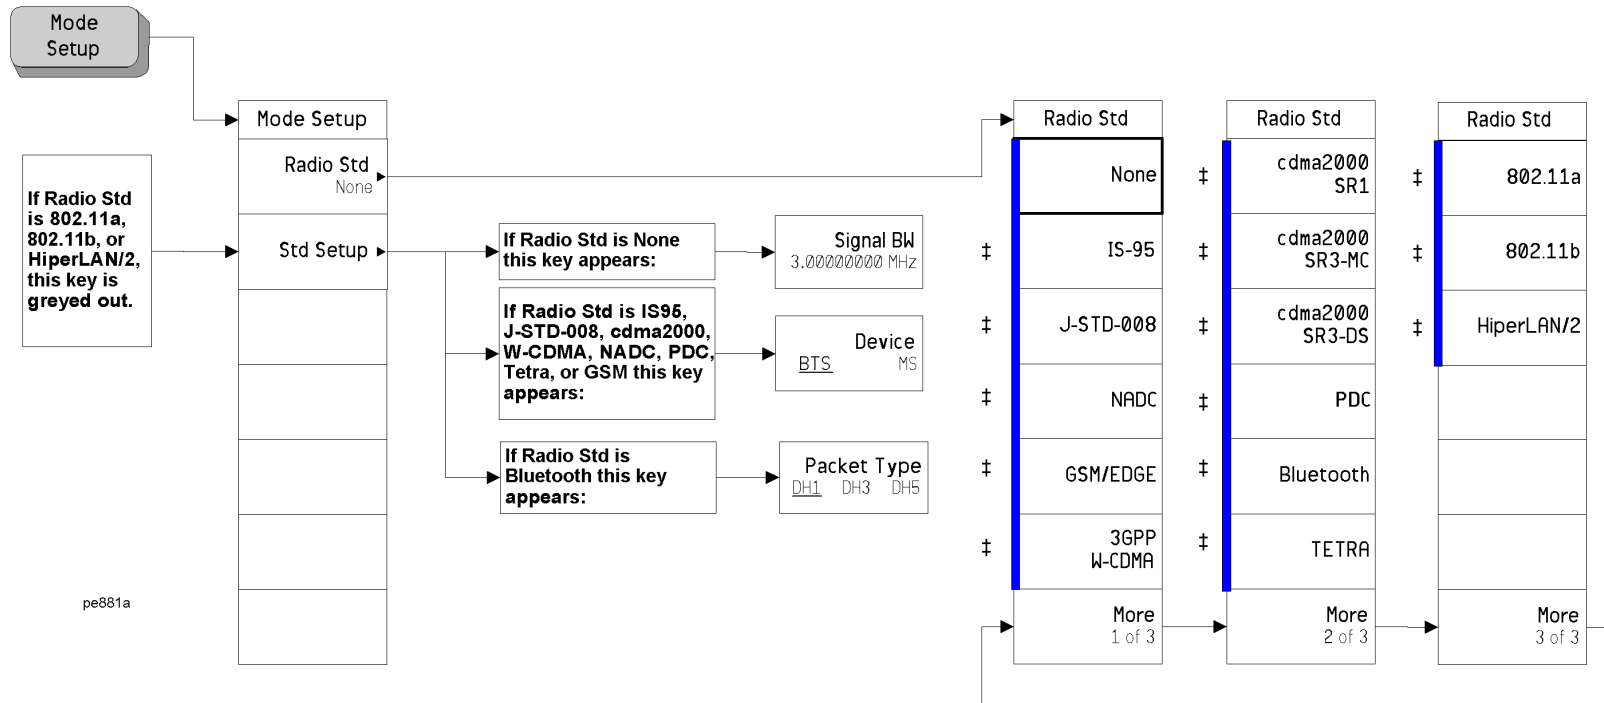 Mode
Setup
Mode Setup
Radio Std
None
Std Setup
If Radio Std
is 802.11a,
802.11b, or
HiperLAN/2,
this key is
greyed out.
If Radio Std is None
this key appears:
Signal BW
3.00000000 MHz
If Radio Std is IS95,
J-STD-008, cdma2000,
W-CDMA, NADC, PDC,
Tetra, or GSM this key
appears:
Device
BTS MS
If Radio Std is
Bluetooth this key
appears:
Packet Type
DH1 DH3 DH5
Radio Std
None
‡ IS-95
‡ J-STD-008
‡ NADC
‡ GSM/EDGE
‡ 3GPP
W-CDMA
More
1 of 3
Radio Std
‡ cdma2000
SR1
‡ cdma2000
SR3-MC
‡ cdma2000
SR3-DS
‡ PDC
‡ Bluetooth
‡ TETRA
More
2 of 3
Radio Std
‡ 802.11a
‡ 802.11b
‡ HiperLAN/2
More
3 of 3
pe881a